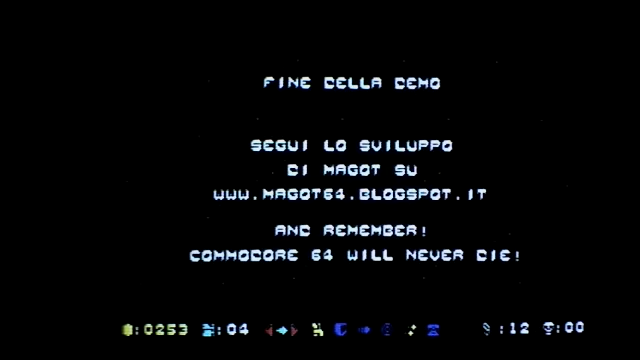 FINE DELLA DEMO
SEGUI LO SVILUPPO
DI MAGOT SU
WWW.MAGOT64.BLOGSPOT.IT
AND REMEMBER!
COMMODORE 64 WILL NEVER DIE!
:0253 :04 :12 :00